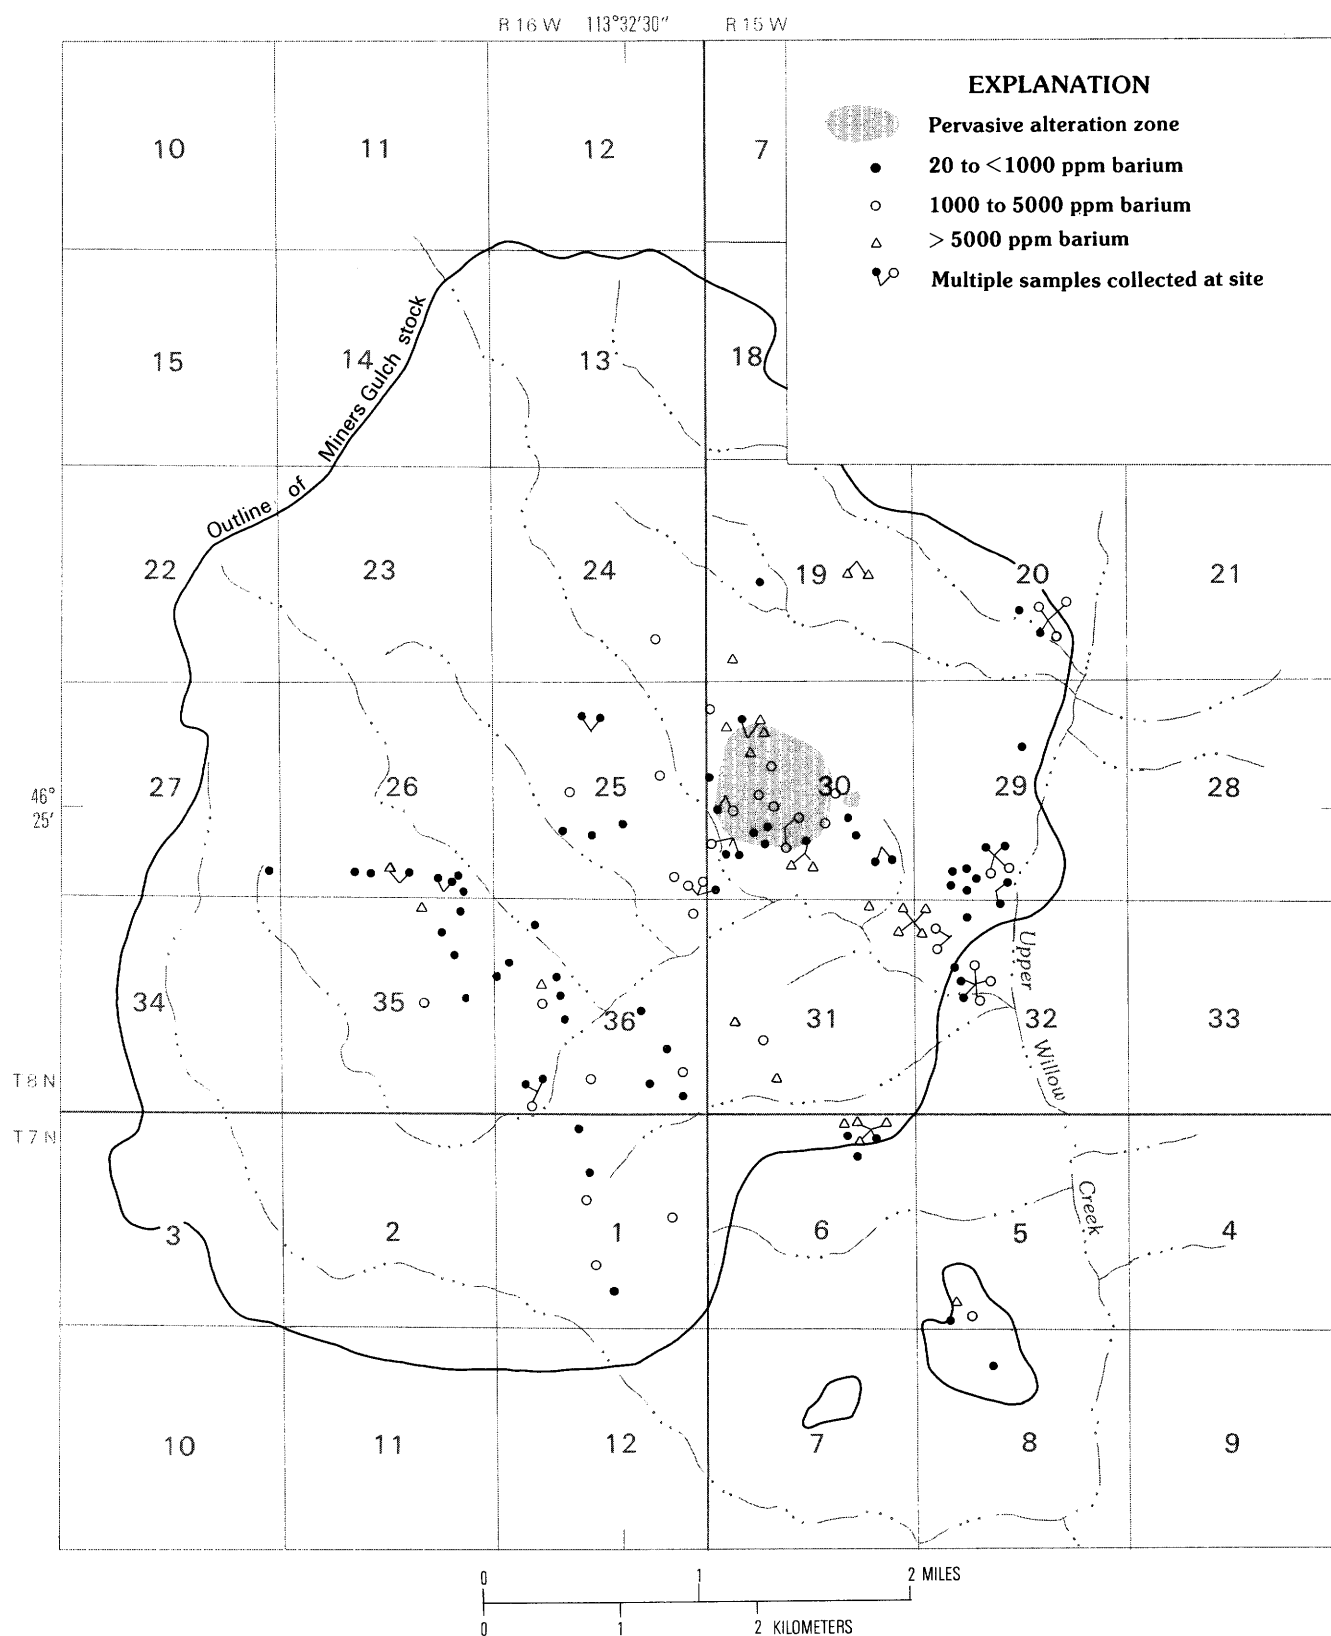 R 16 W 113°32'30" R 15 W
EXPLANATION
Pervasive alteration zone
20 to <1000 ppm barium
1000 to 5000 ppm barium
> 5000 ppm barium
Multiple samples collected at site
10 11 12 7
15 14 13 18
Outline of Miners Gulch stock
22 23 24 19 20 21
27 26 25 30 29 28
46°
25'
34 35 36 31 32 33
Upper
Willow
Creek
T 8 N
T 7 N
3 2 1 6 5 4
10 11 12 7 8 9
0 1 2 MILES
0 1 2 KILOMETERS